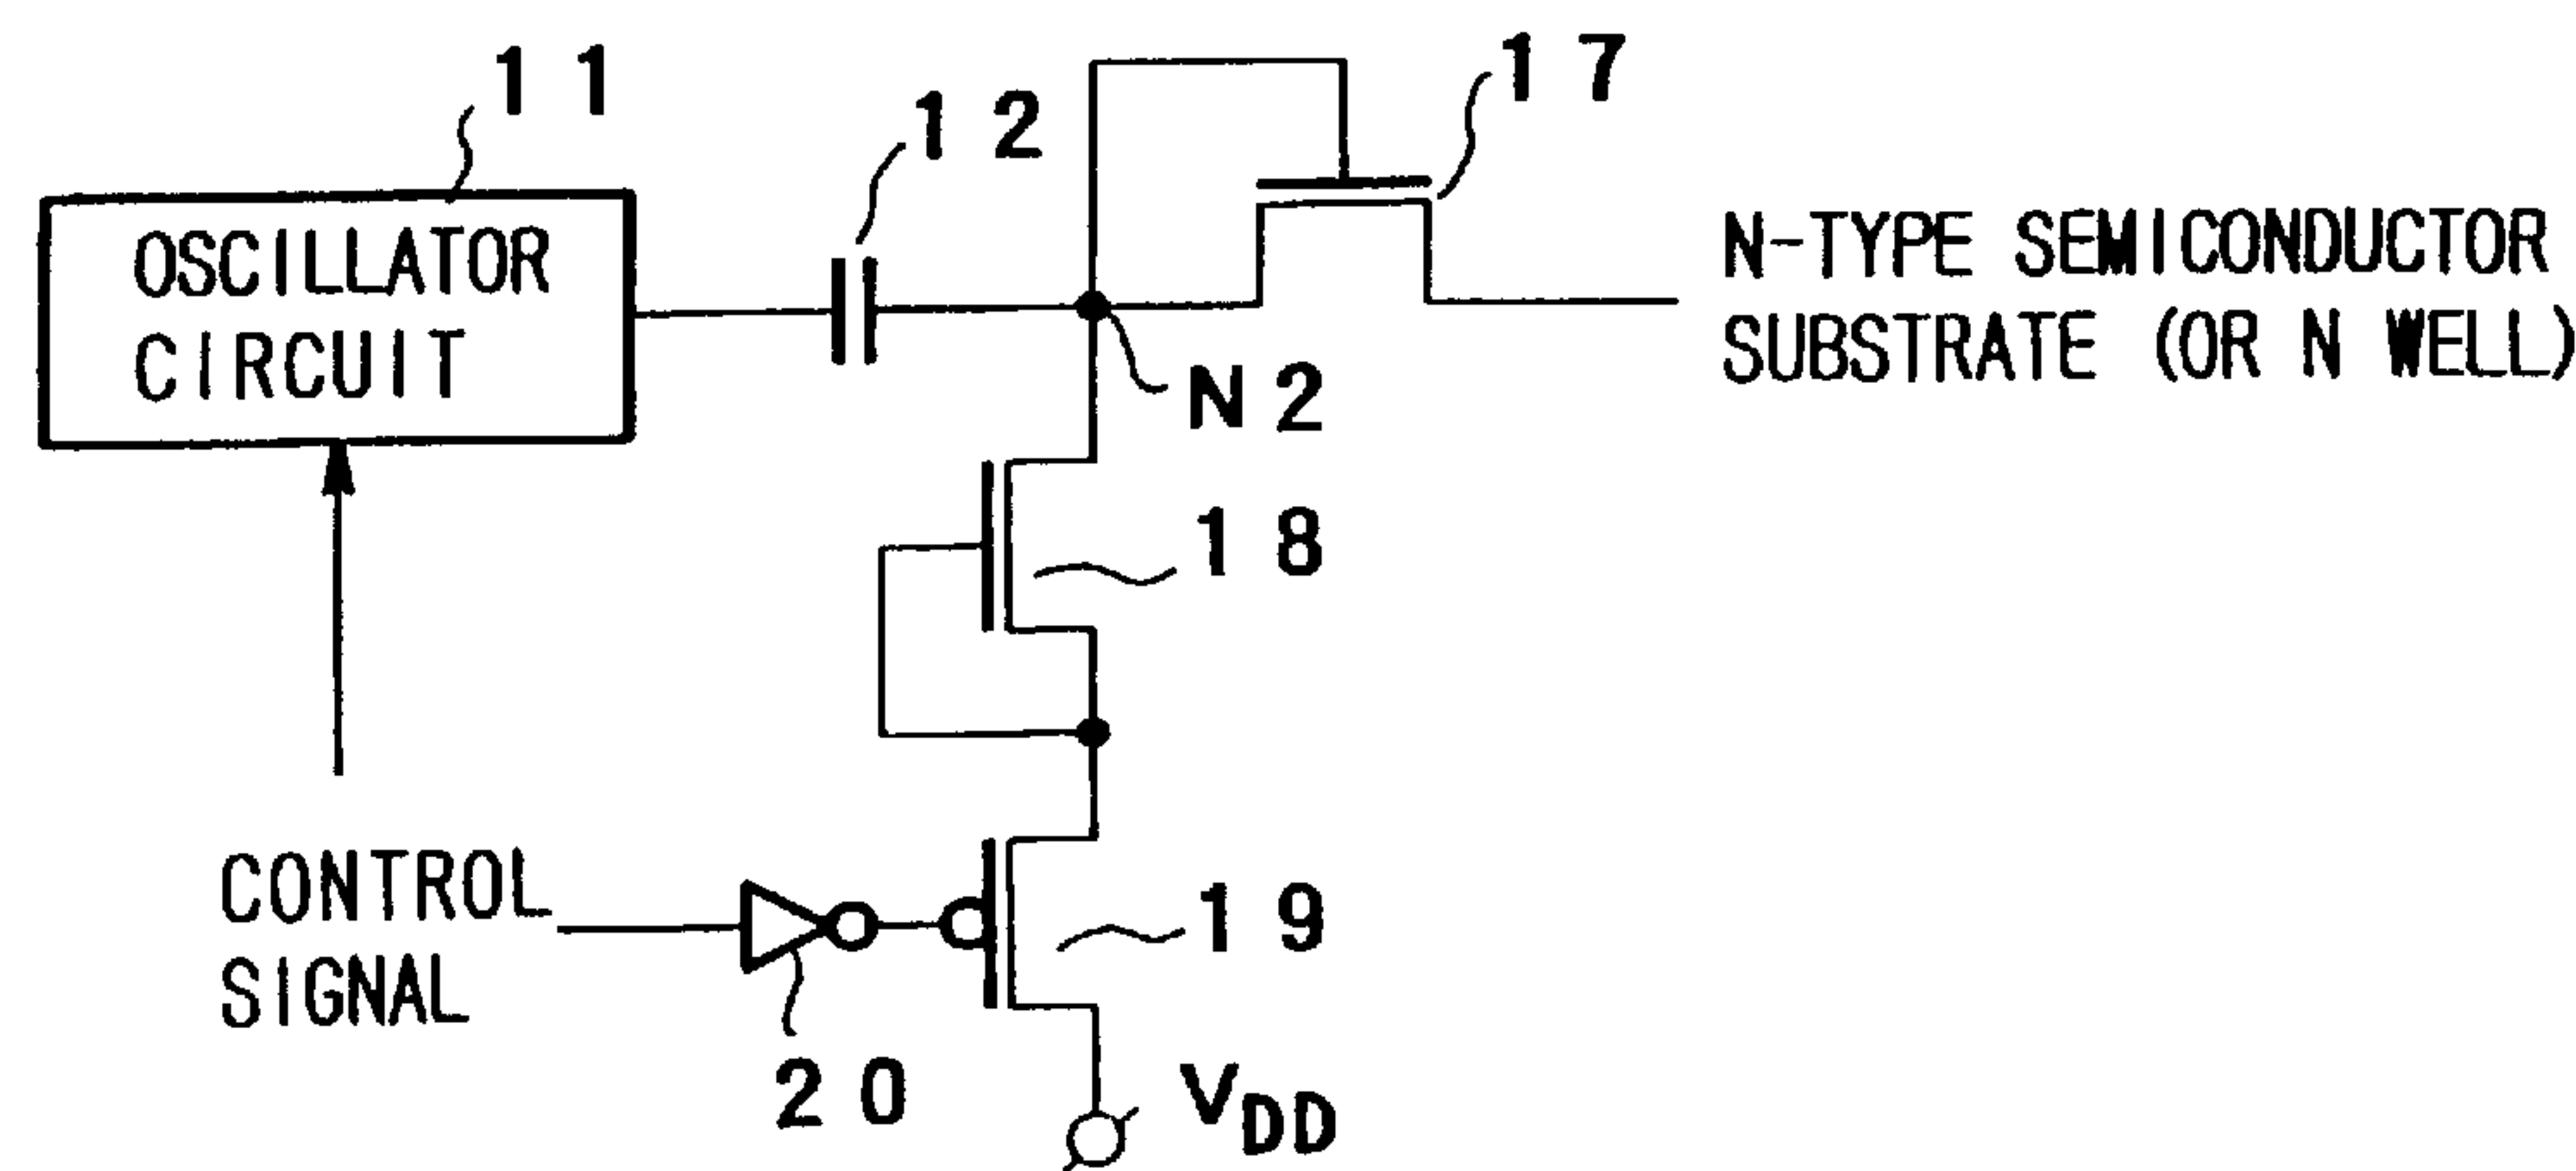 11
12
17
OSCILLATOR
CIRCUIT
N-TYPE SEMICONDUCTOR
SUBSTRATE (OR N WELL)
N2
18
CONTROL
SIGNAL
19
20
VDD